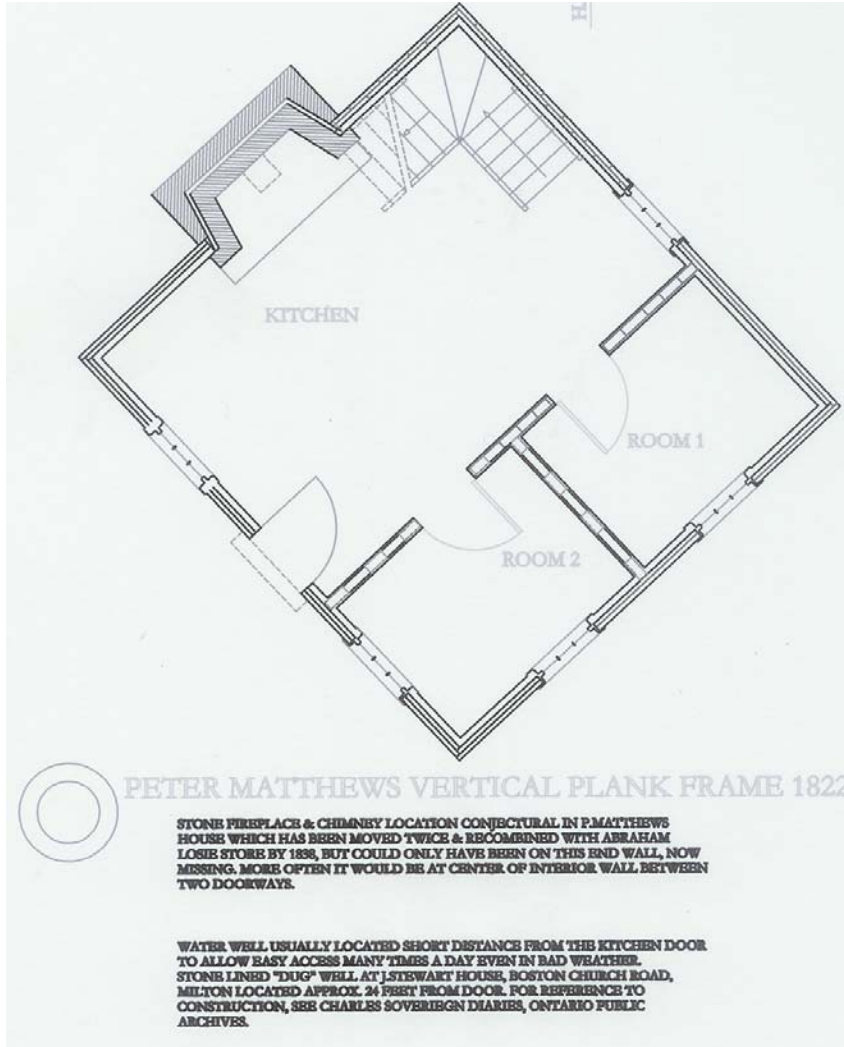 H.
KITCHEN
ROOM 1
ROOM 2
PETER MATTHEWS VERTICAL PLANK FRAME 1822
STONE FIREPLACE & CHIMNEY LOCATION CONJECTURAL IN P.MATTHEWS
HOUSE WHICH HAS BEEN MOVED TWICE & RECOMBINED WITH ABRAHAM
LOSIE STORE BY 1838, BUT COULD ONLY HAVE BEEN ON THIS END WALL, NOW
MISSING. MORE OFTEN IT WOULD BE AT CENTER OF INTERIOR WALL BETWEEN
TWO DOORWAYS.
WATER WELL USUALLY LOCATED SHORT DISTANCE FROM THE KITCHEN DOOR
TO ALLOW EASY ACCESS MANY TIMES A DAY EVEN IN BAD WEATHER.
STONE LINED "DUG" WELL AT J.STEWART HOUSE, BOSTON CHURCH ROAD,
MILTON LOCATED APPROX. 24 FEET FROM DOOR. FOR REFERENCE TO
CONSTRUCTION, SEE CHARLES SOVERIEGN DIARIES, ONTARIO PUBLIC
ARCHIVES.